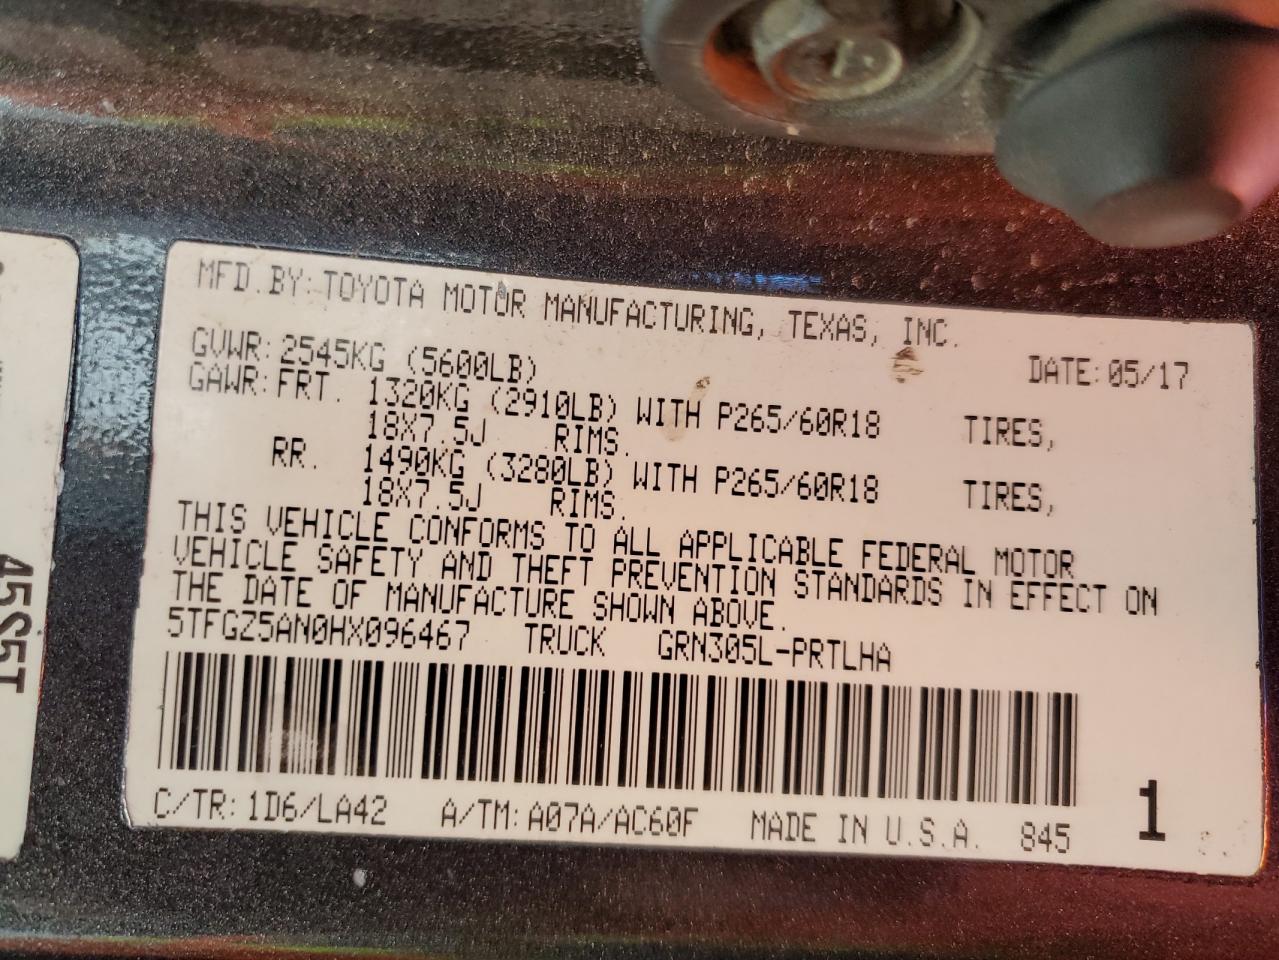 MFD. BY: TOYOTA MOTOR MANUFACTURING, TEXAS, INC.
GVWR: 2545KG (5600LB) DATE: 05/17
GAWR: FRT. 1320KG (2910LB) WITH P265/60R18 TIRES,
18X7.5J RIMS.
RR. 1490KG (3280LB) WITH P265/60R18 TIRES,
18X7.5J RIMS.
THIS VEHICLE CONFORMS TO ALL APPLICABLE FEDERAL MOTOR
VEHICLE SAFETY AND THEFT PREVENTION STANDARDS IN EFFECT ON
THE DATE OF MANUFACTURE SHOWN ABOVE.
5TFGZ5AN0HX096467 TRUCK GRN305L-PRTLHA
C/TR: 1D6/LA42 A/TM: A07A/AC60F MADE IN U.S.A. 845 1
45S5T